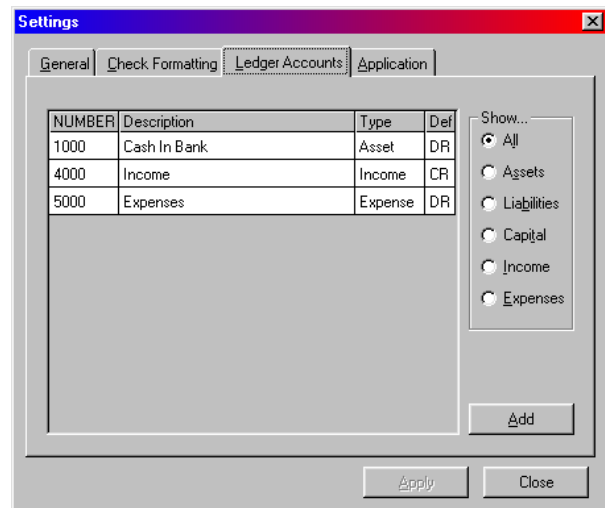 Settings
General Check Formatting Ledger Accounts Application
NUMBER Description Type Def
1000 Cash In Bank Asset DR
4000 Income Income CR
5000 Expenses Expense DR
Show...
All
Assets
Liabilities
Capital
Income
Expenses
Add
Apply Close